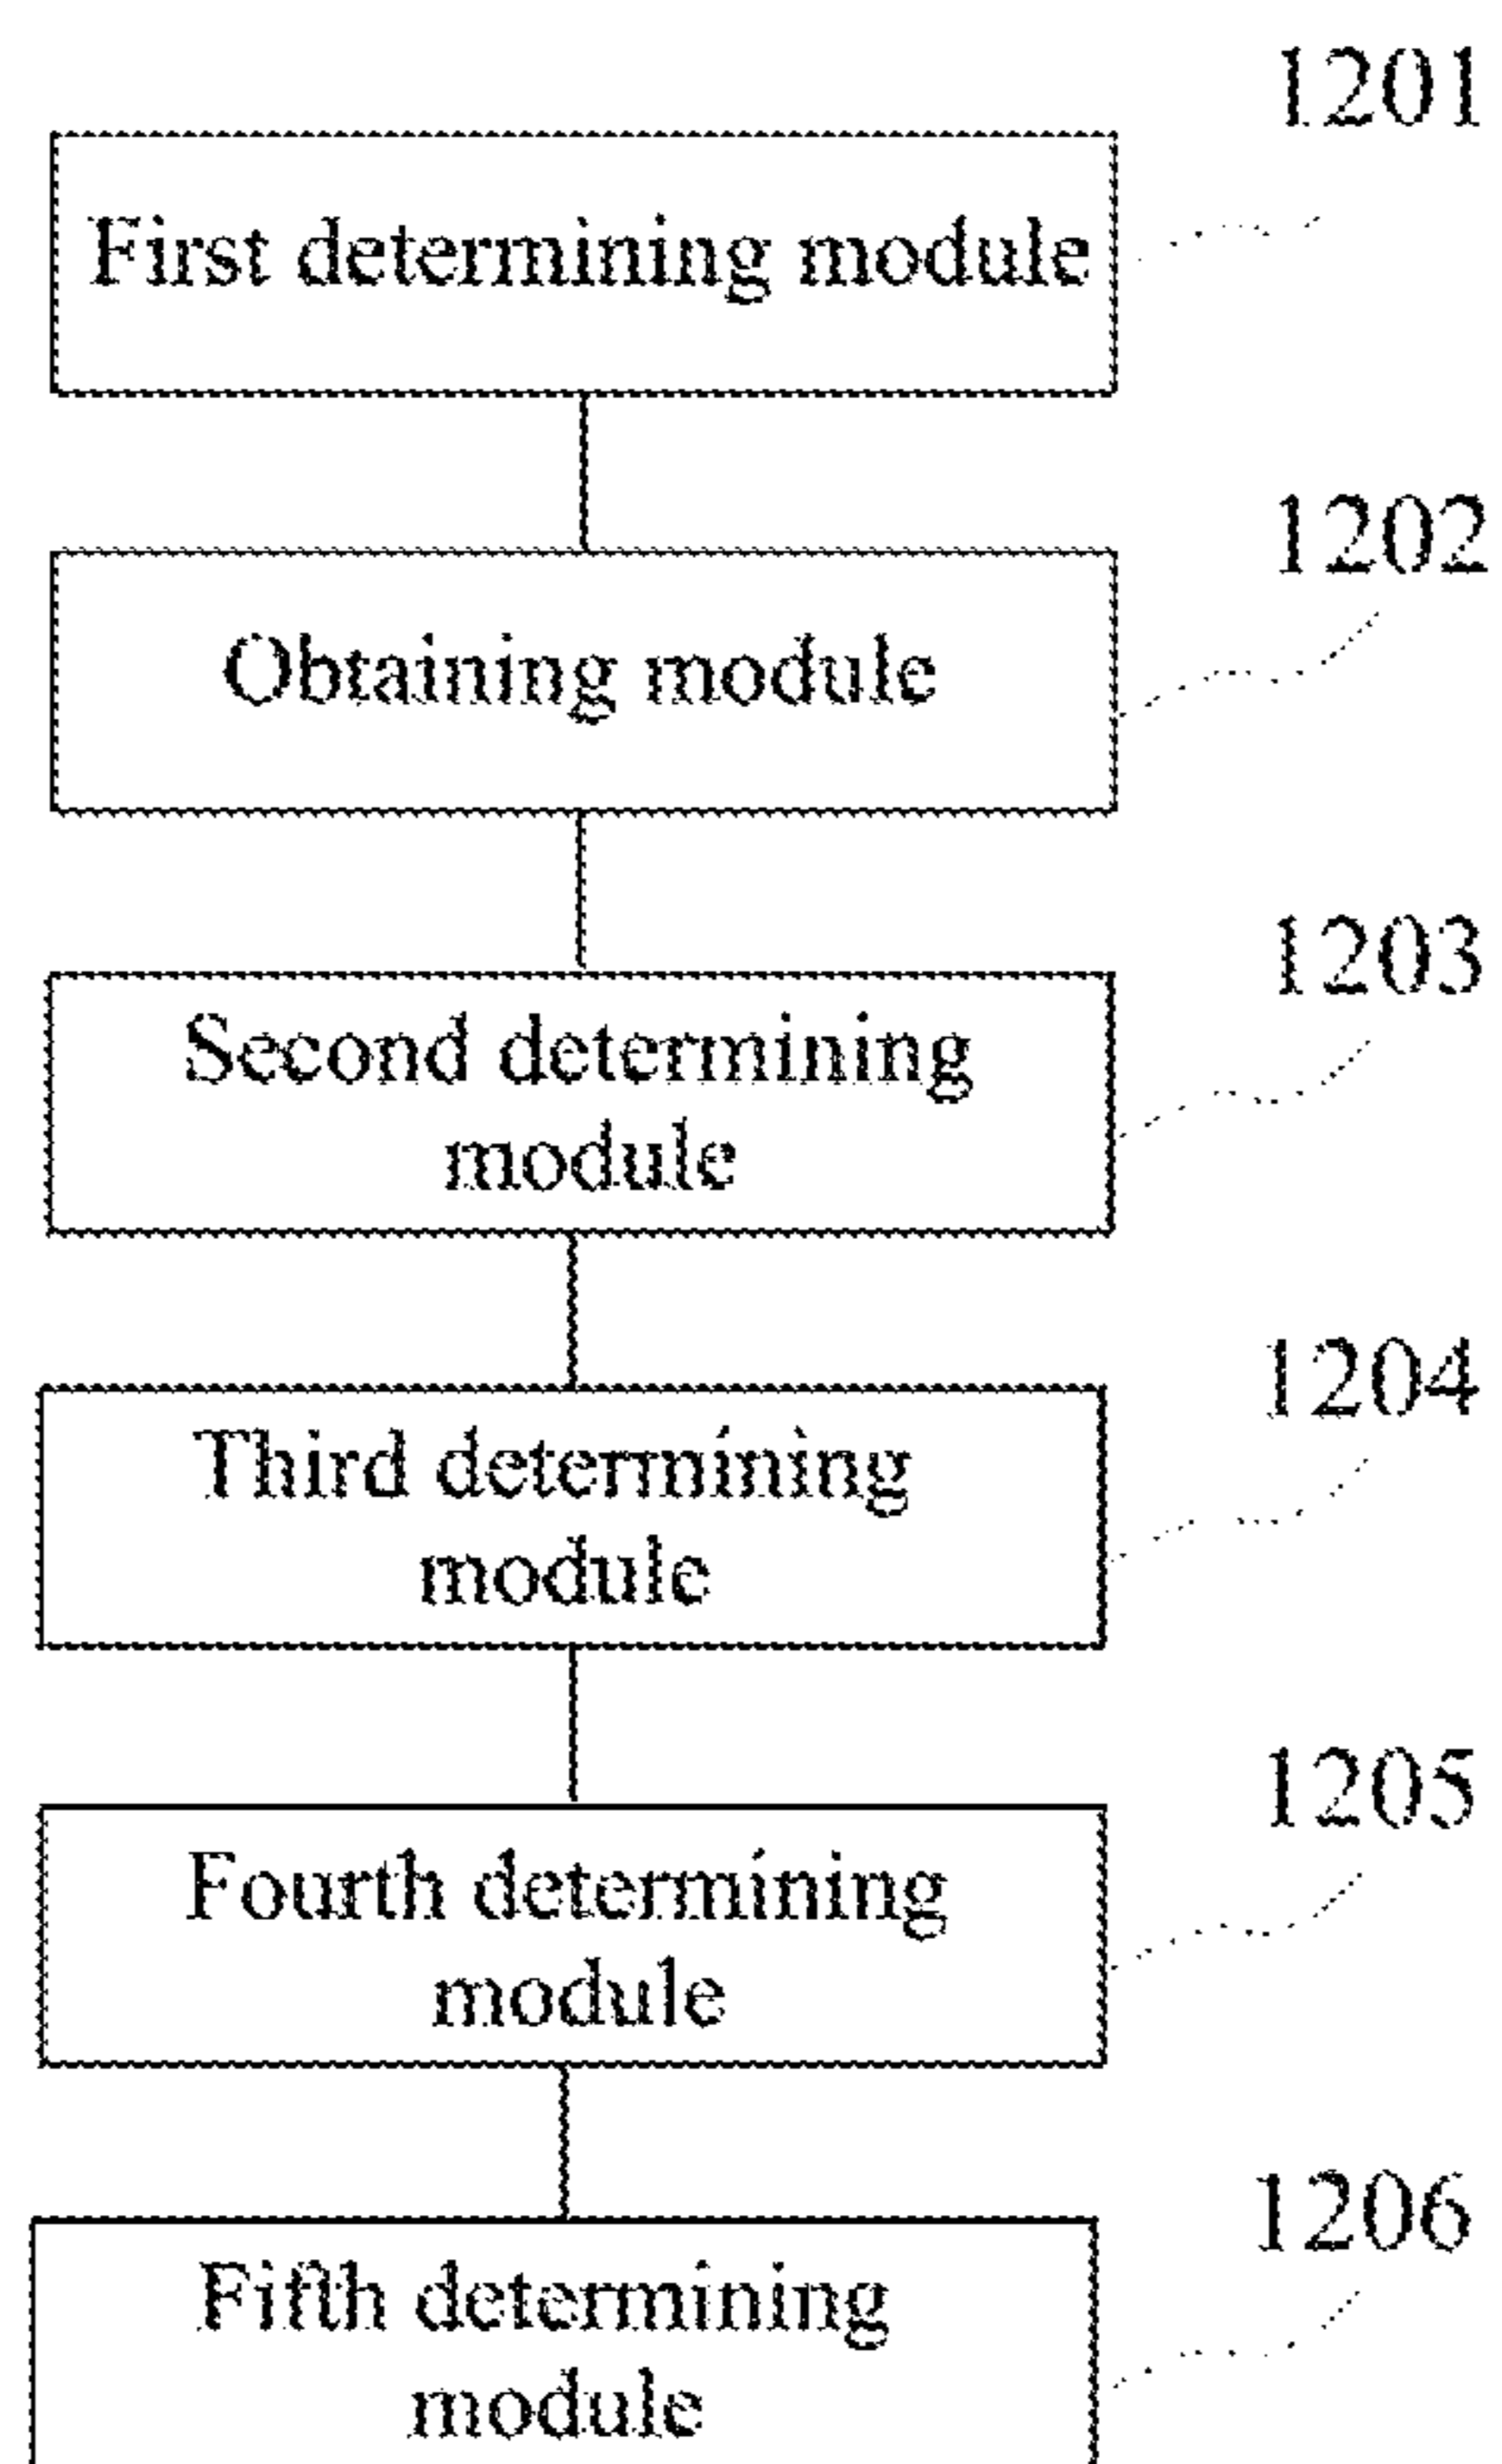 1201
First determining module
1202
Obtaining module
1203
Second determining
module
1204
Third determining
module
1205
Fourth determining
module
1206
Fifth determining
module